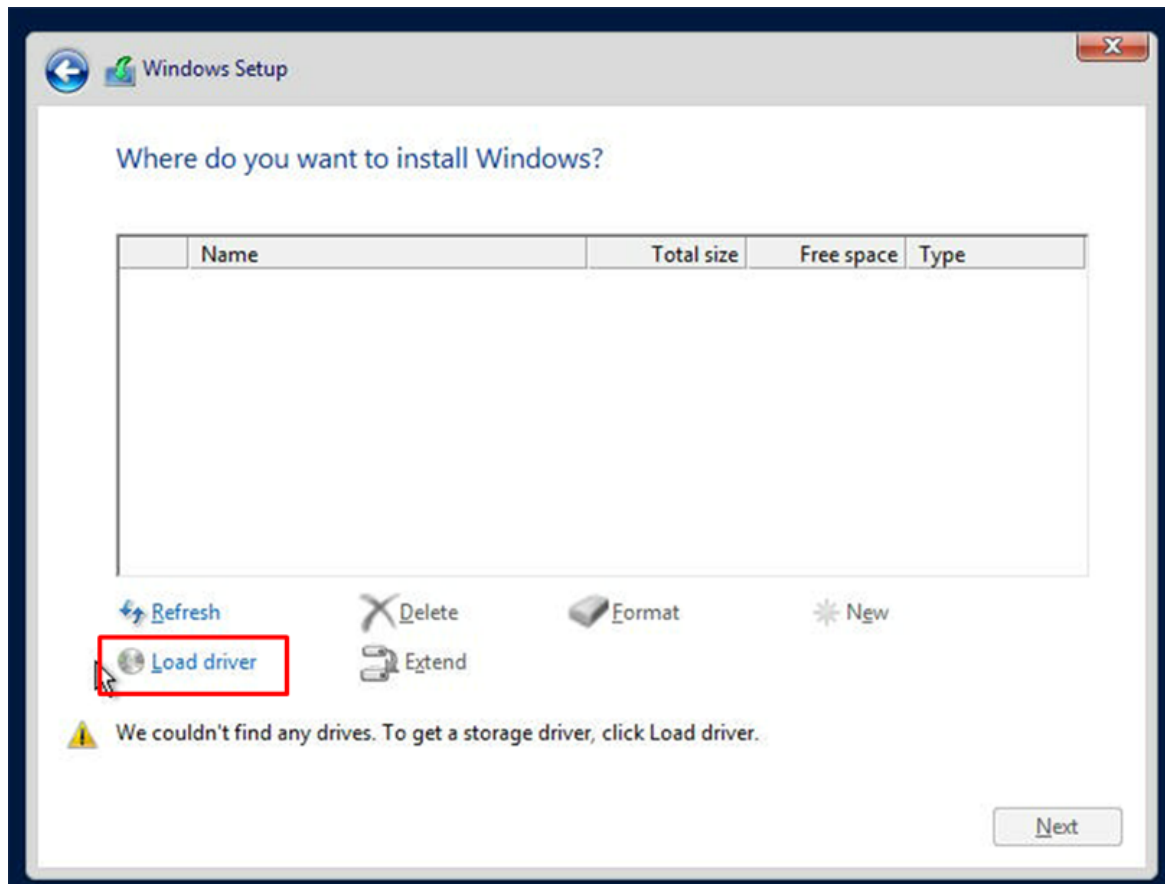 Windows Setup
Where do you want to install Windows?
Name Total size Free space Type
Refresh Delete Format New
Load driver Extend
We couldn't find any drives. To get a storage driver, click Load driver.
Next